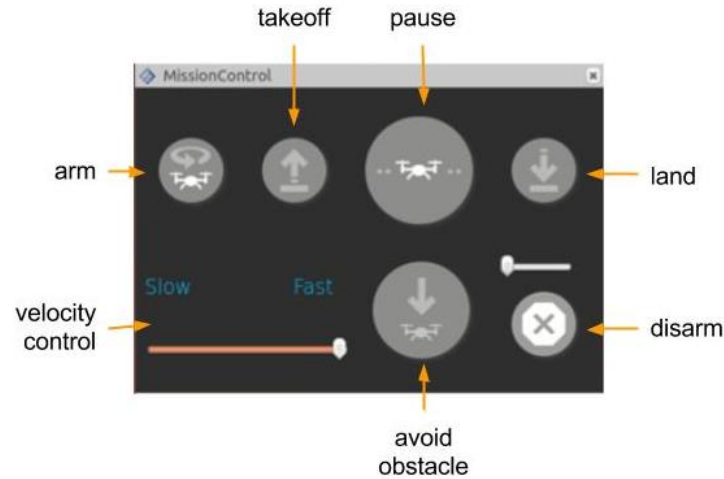 takeoff
pause
MissionControl
arm
land
Slow
Fast
velocity
control
disarm
avoid
obstacle